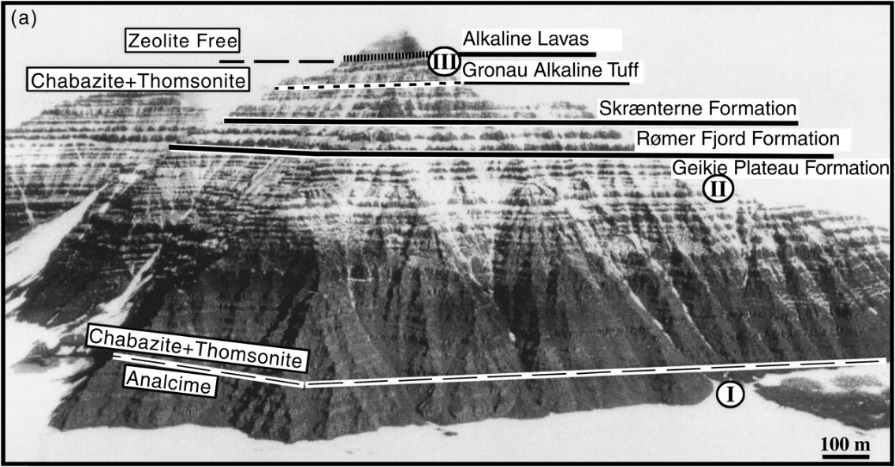 (a)
Zeolite Free
Alkaline Lavas
III
Chabazite+Thomsonite
Gronau Alkaline Tuff
Skrænterne Formation
Rømer Fjord Formation
Geikie Plateau Formation
II
Chabazite+Thomsonite
Analcime
I
100 m